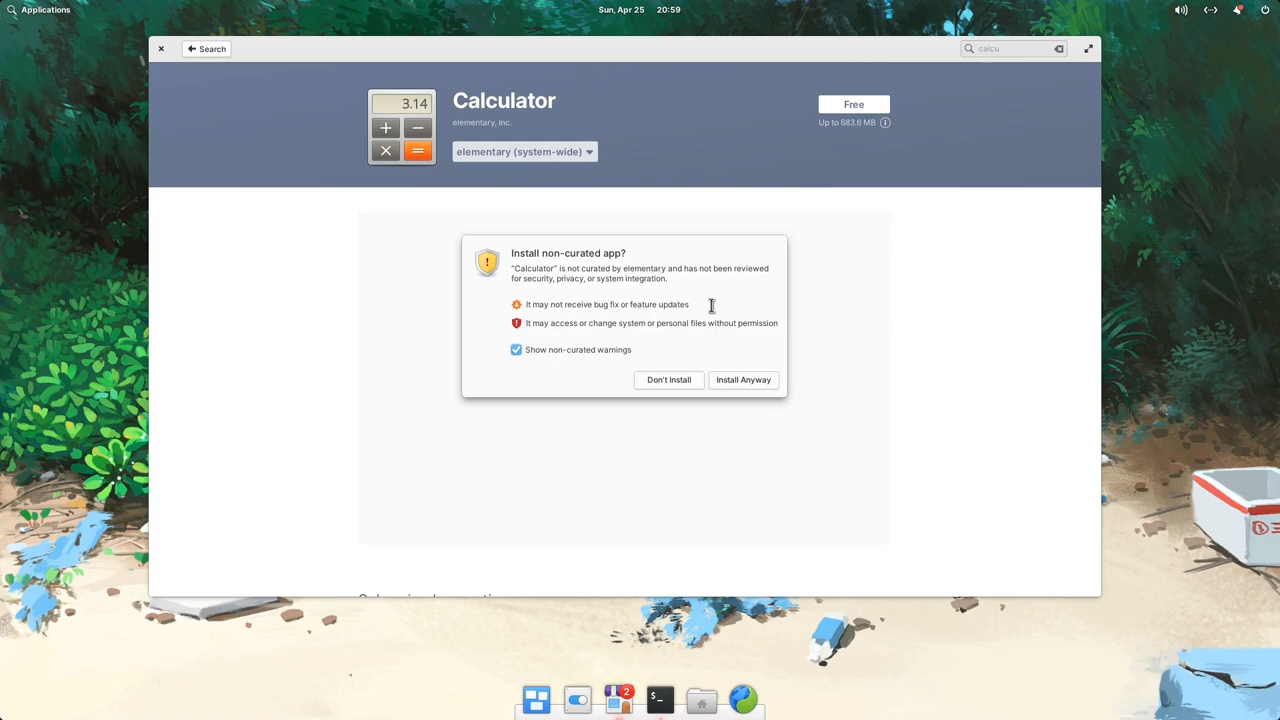 Applications
Sun, Apr 25 20:59
Search
calcu
3.14
Calculator
elementary, Inc.
elementary (system-wide)
Free
Up to 683.6 MB
Install non-curated app?
“Calculator” is not curated by elementary and has not been reviewed
for security, privacy, or system integration.
It may not receive bug fix or feature updates
It may access or change system or personal files without permission
Show non-curated warnings
Don't Install
Install Anyway
2
$_